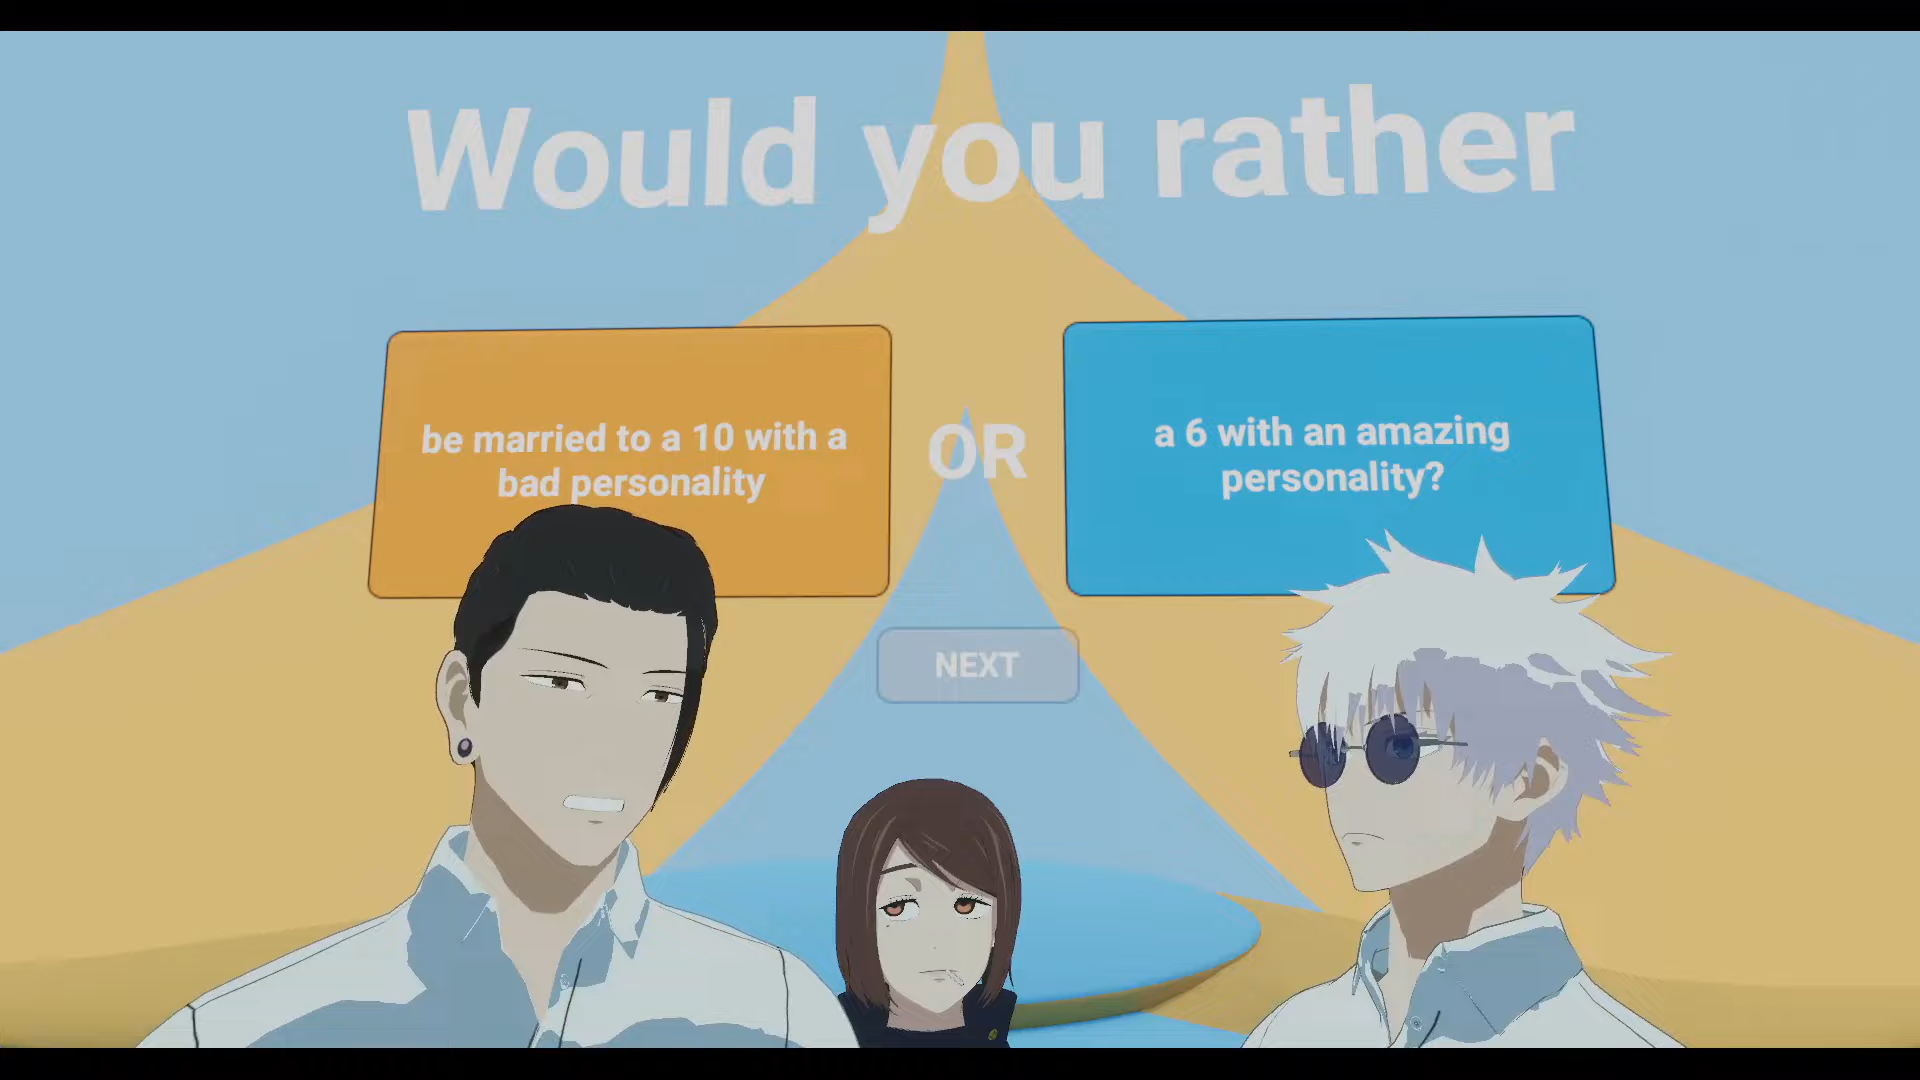 Would you rather
be married to a 10 with a
bad personality
OR
a 6 with an amazing
personality?
NEXT